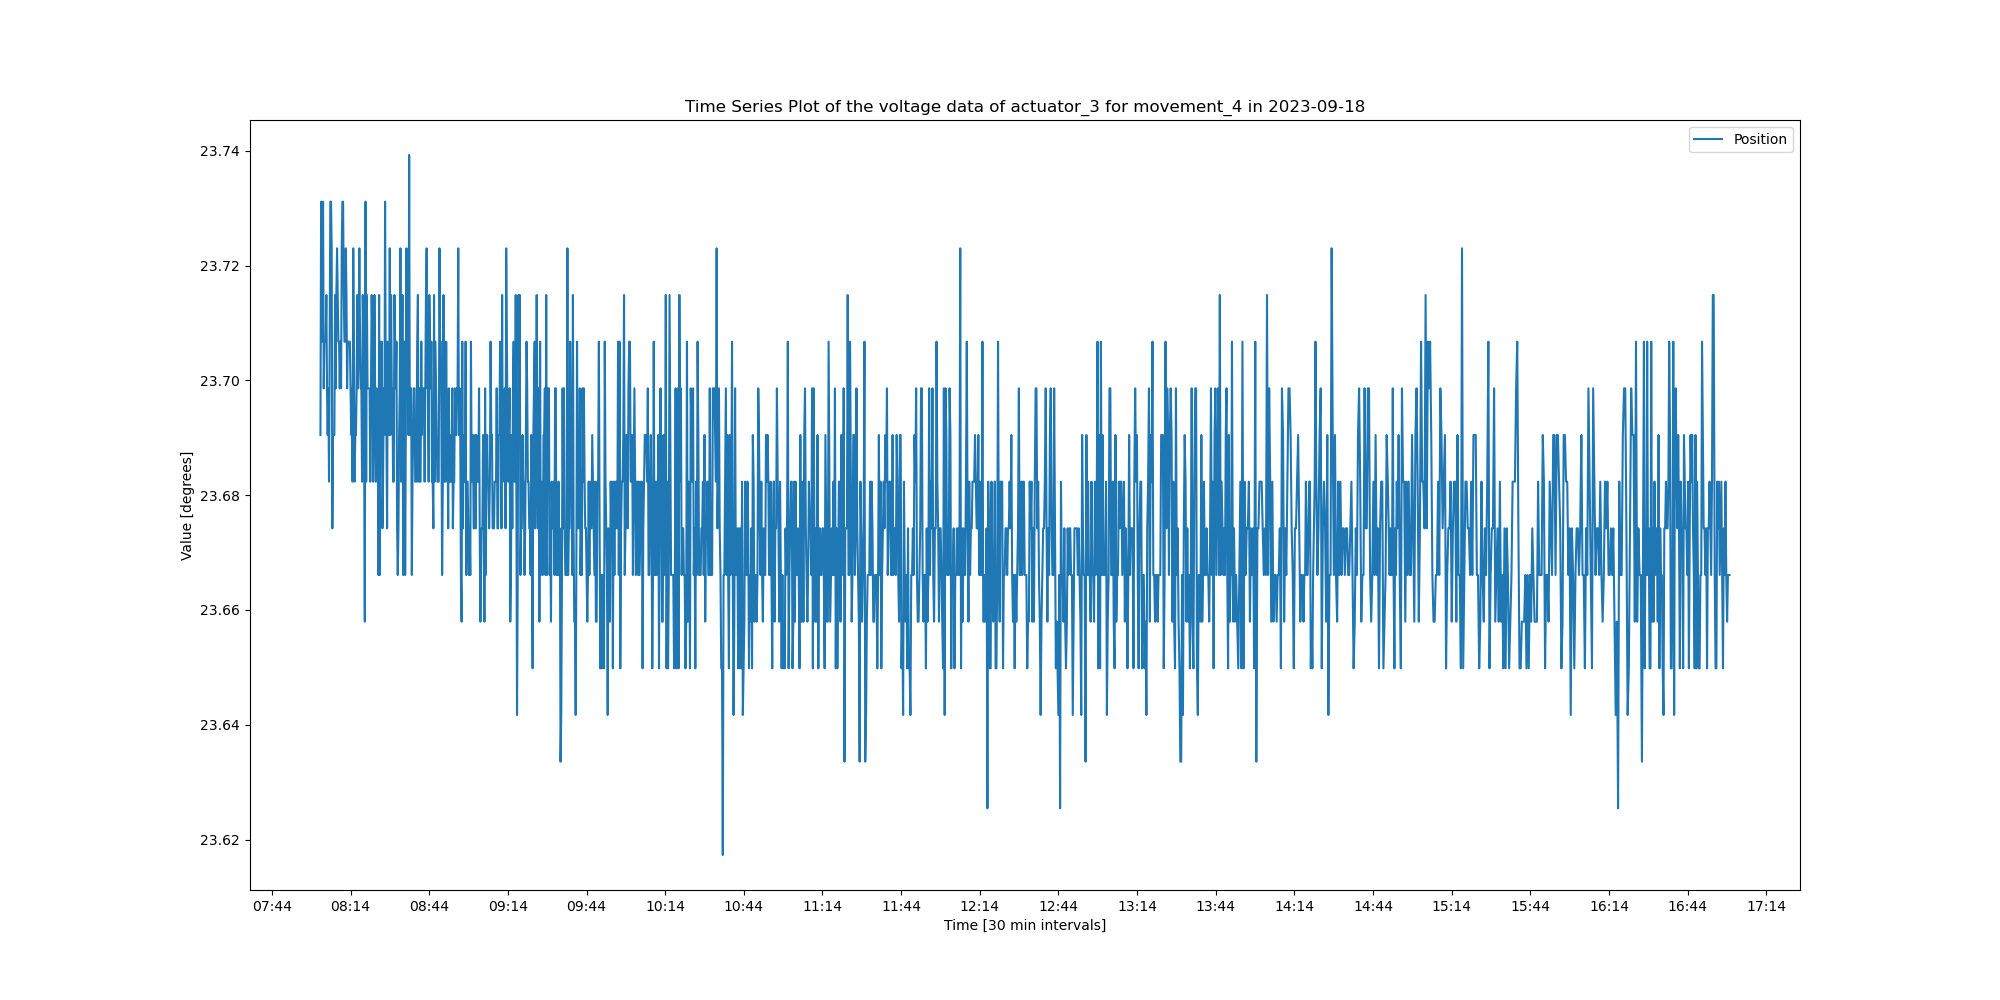 Time Series Plot of the voltage data of actuator_3 for movement_4 in 2023-09-18
Position
Value [degrees]
23.74
23.72
23.70
23.68
23.66
23.64
23.62
07:44 08:14 08:44 09:14 09:44 10:14 10:44 11:14 11:44 12:14 12:44 13:14 13:44 14:14 14:44 15:14 15:44 16:14 16:44 17:14
Time [30 min intervals]